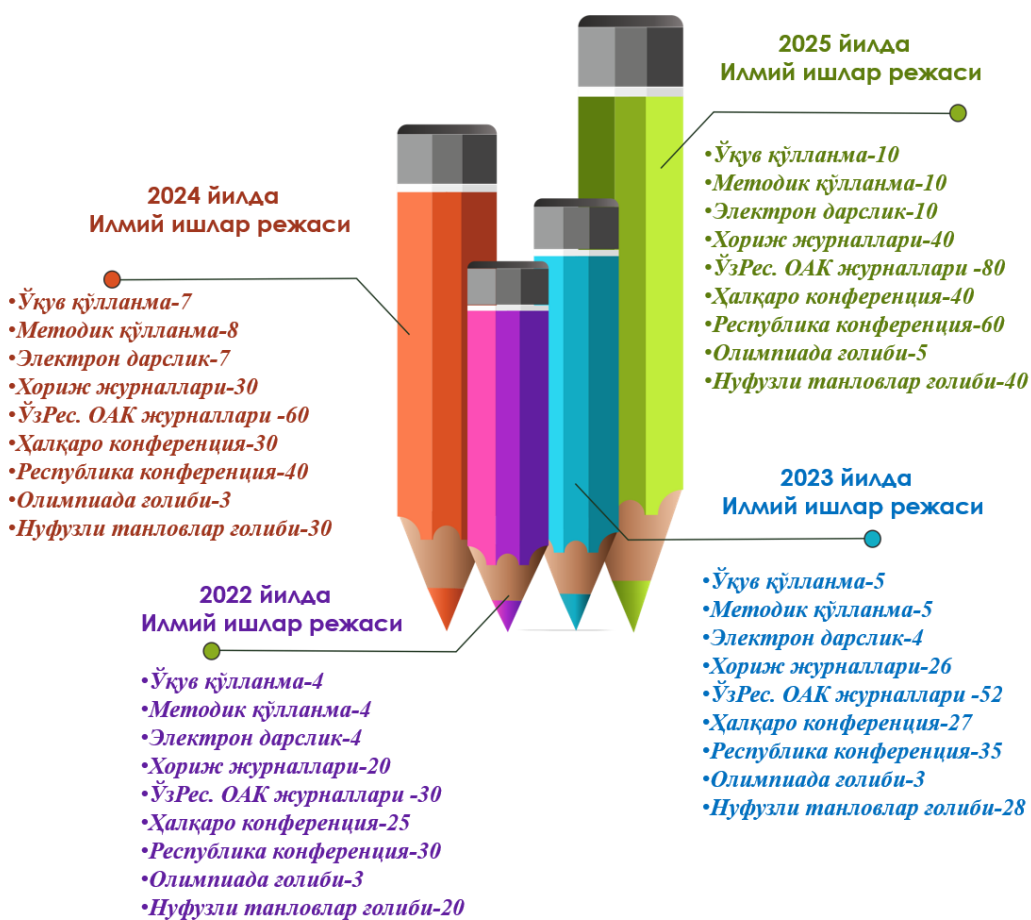 2025 йилда
Илмий ишлар режаси
•Ўқув қўлланма-10
•Методик қўлланма-10
•Электрон дарслик-10
•Хориж журналлари-40
•ЎзРес. ОАК журналлари -80
•Ҳалқаро конференция-40
•Республика конференция-60
•Олимпиада ғолиби-5
•Нуфузли танловлар ғолиби-40
2024 йилда
Илмий ишлар режаси
•Ўқув қўлланма-7
•Методик қўлланма-8
•Электрон дарслик-7
•Хориж журналлари-30
•ЎзРес. ОАК журналлари -60
•Ҳалқаро конференция-30
•Республика конференция-40
•Олимпиада ғолиби-3
•Нуфузли танловлар ғолиби-30
2023 йилда
Илмий ишлар режаси
•Ўқув қўлланма-5
•Методик қўлланма-5
•Электрон дарслик-4
•Хориж журналлари-26
•ЎзРес. ОАК журналлари -52
•Ҳалқаро конференция-27
•Республика конференция-35
•Олимпиада ғолиби-3
•Нуфузли танловлар ғолиби-28
2022 йилда
Илмий ишлар режаси
•Ўқув қўлланма-4
•Методик қўлланма-4
•Электрон дарслик-4
•Хориж журналлари-20
•ЎзРес. ОАК журналлари -30
•Ҳалқаро конференция-25
•Республика конференция-30
•Олимпиада ғолиби-3
•Нуфузли танловлар ғолиби-20